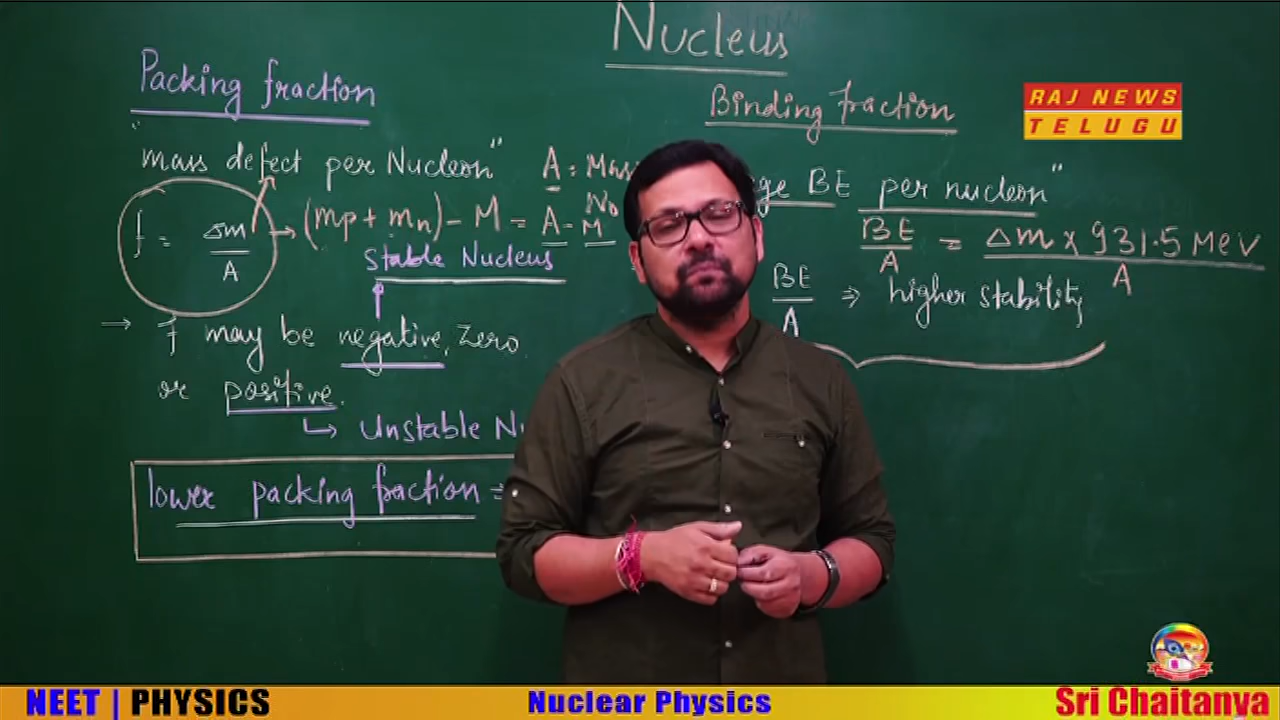 Nucleus
Packing fraction
"mass defect per Nucleon"
f = Δm / A → (mp + mn) - M = A - M
A = Mass
No
Stable Nucleus
→ f may be negative, zero
or positive.
↳ Unstable
lower packing fraction ⇒
Binding fraction
BE per nucleon"
BE / A = Δm x 931.5 MeV / A
BE / A ⇒ higher stability
RAJ NEWS
TELUGU
NEET | PHYSICS
Nuclear Physics
Sri Chaitanya